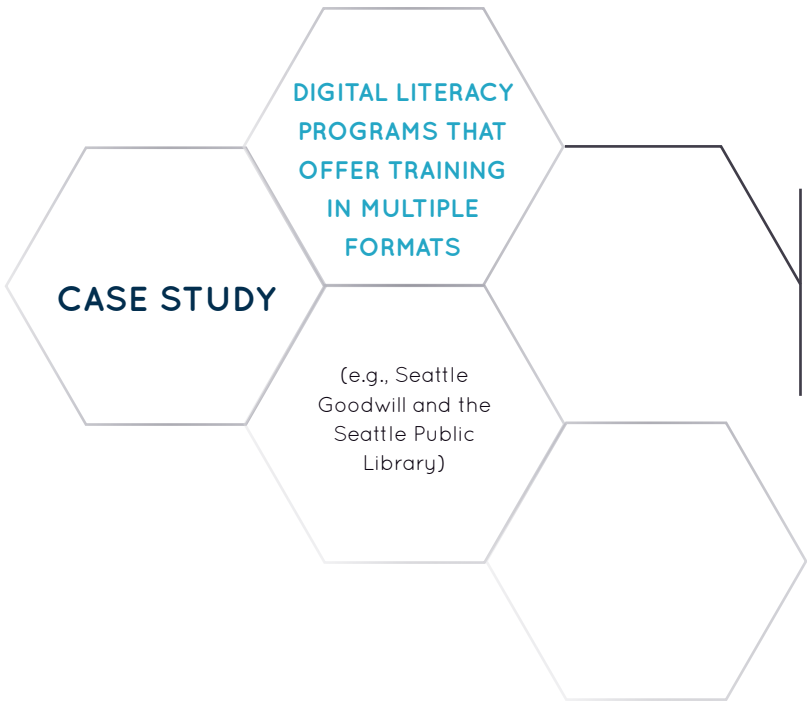 DIGITAL LITERACY
PROGRAMS THAT
OFFER TRAINING
IN MULTIPLE
FORMATS
CASE STUDY
(e.g., Seattle
Goodwill and the
Seattle Public
Library)